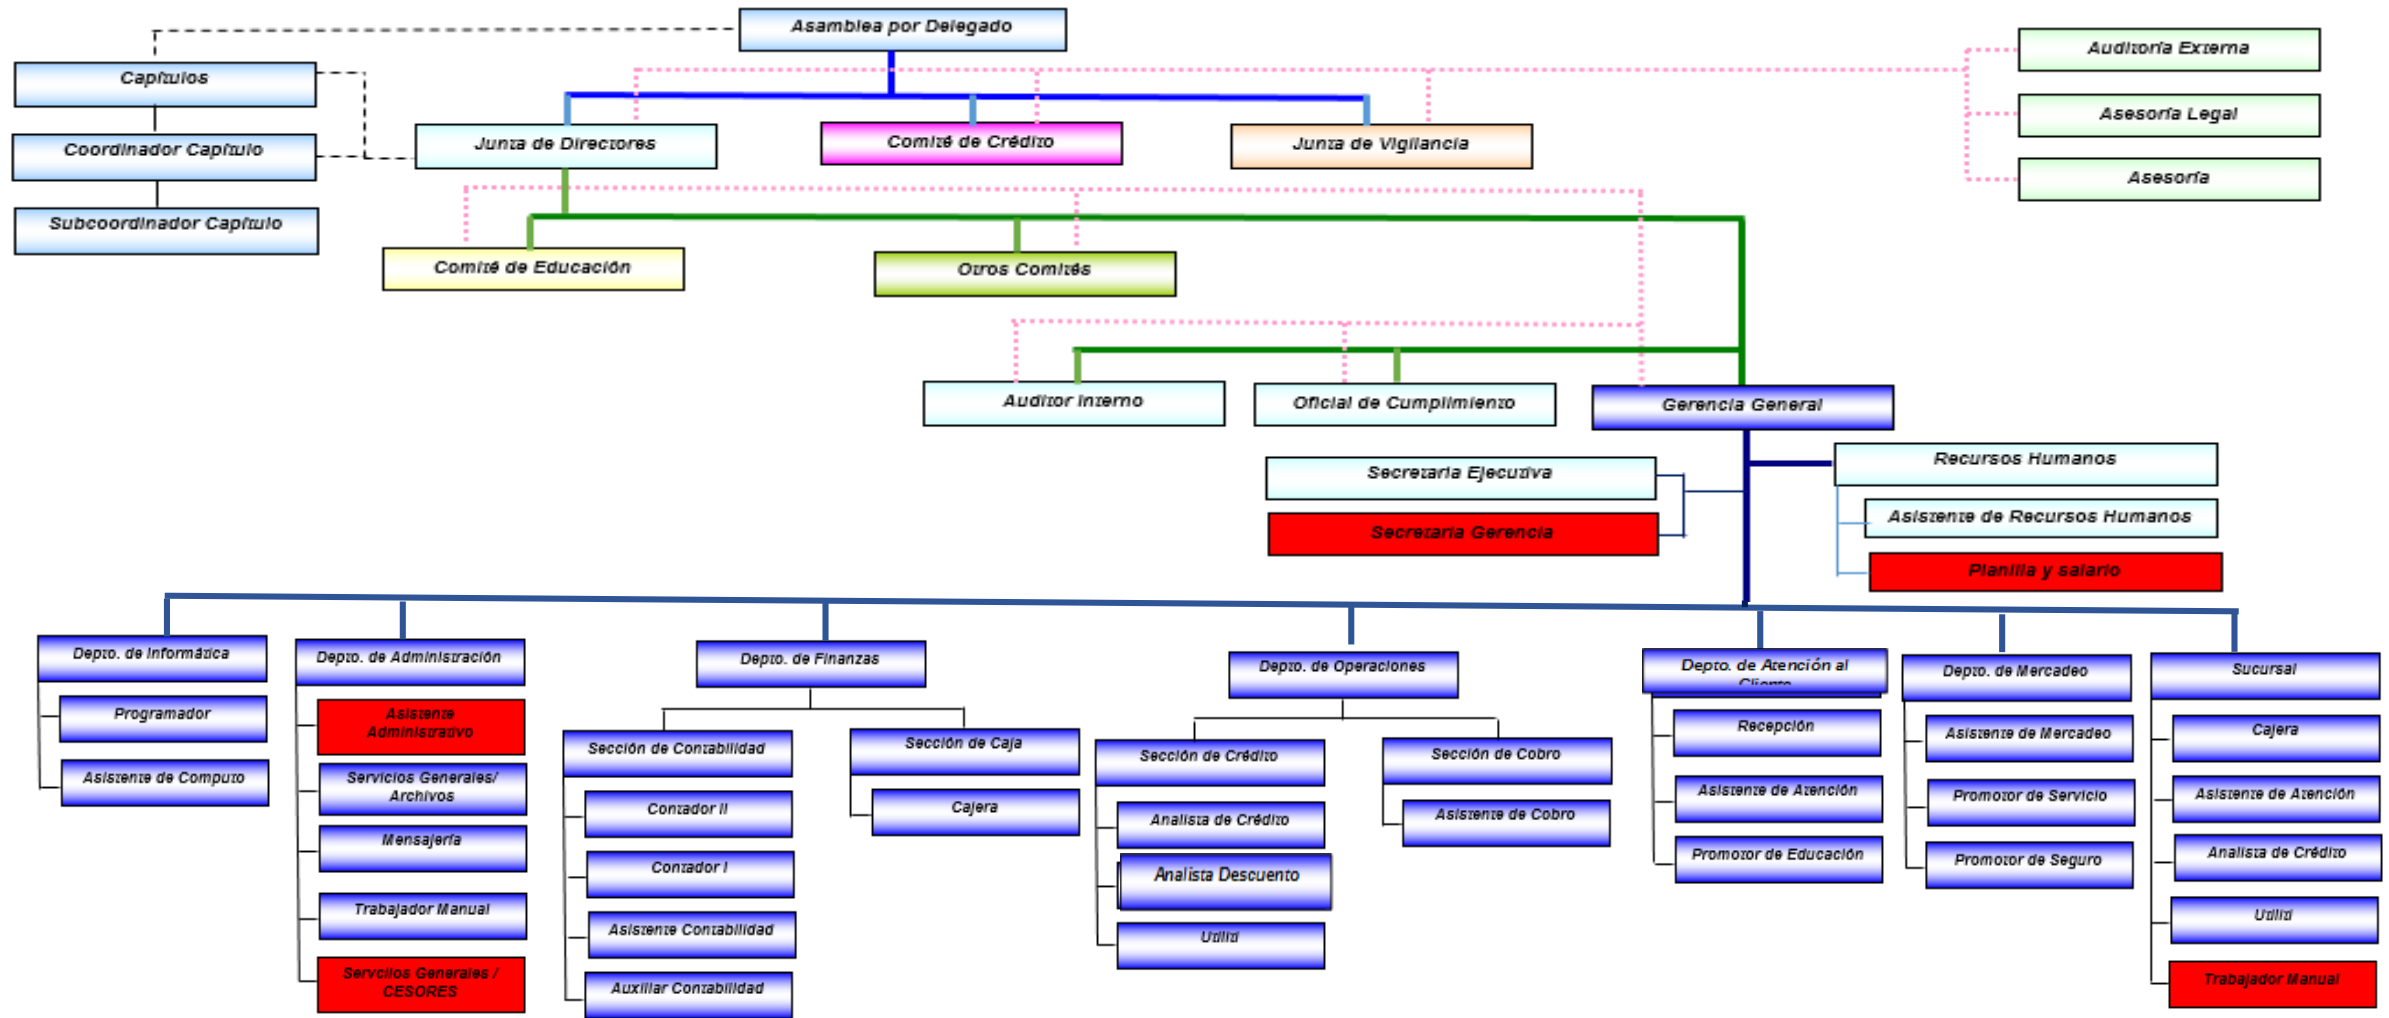 Asamblea por Delegado
Auditoría Externa
Capítulos
Asesoría Legal
Junta de Directores
Comité de Crédito
Junta de Vigilancia
Coordinador Capítulo
Asesoría
Subcoordinador Capítulo
Comité de Educación
Otros Comités
Auditor Interno
Oficial de Cumplimiento
Gerencia General
Secretaria Ejecutiva
Recursos Humanos
Secretaria Gerencia
Asistente de Recursos Humanos
Planilla y salario
Depto. de Informática
Programador
Asistente de Computo
Depto. de Administración
Asistente
Administrativo
Servicios Generales/
Archivos
Mensajería
Trabajador Manual
Servciios Generales /
CESORES
Depto. de Finanzas
Sección de Contabilidad
Contador II
Contador I
Asistente Contabilidad
Auxiliar Contabilidad
Sección de Caja
Cajera
Depto. de Operaciones
Sección de Crédito
Analista de Crédito
Analista Descuento
Utiliti
Sección de Cobro
Asistente de Cobro
Depto. de Atención al
Cliente
Recepción
Asistente de Atención
Promotor de Educación
Depto. de Mercadeo
Asistente de Mercadeo
Promotor de Servicio
Promotor de Seguro
Sucursal
Cajera
Asistente de Atención
Analista de Crédito
Utiliti
Trabajador Manual